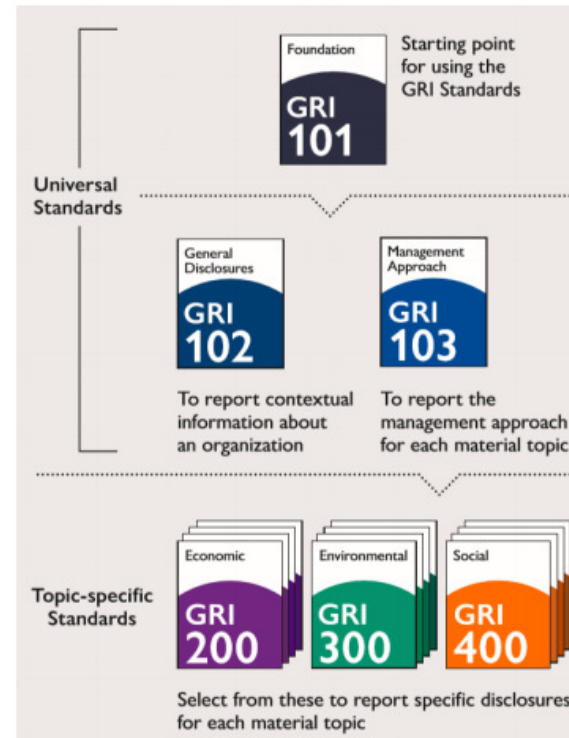 Foundation
GRI
101
Starting point
for using the
GRI Standards
Universal
Standards
General
Disclosures
GRI
102
Management
Approach
GRI
103
To report contextual
information about
an organization
To report the
management approach
for each material topic
Topic-specific
Standards
Economic
GRI
200
Environmental
GRI
300
Social
GRI
400
Select from these to report specific disclosures
for each material topic